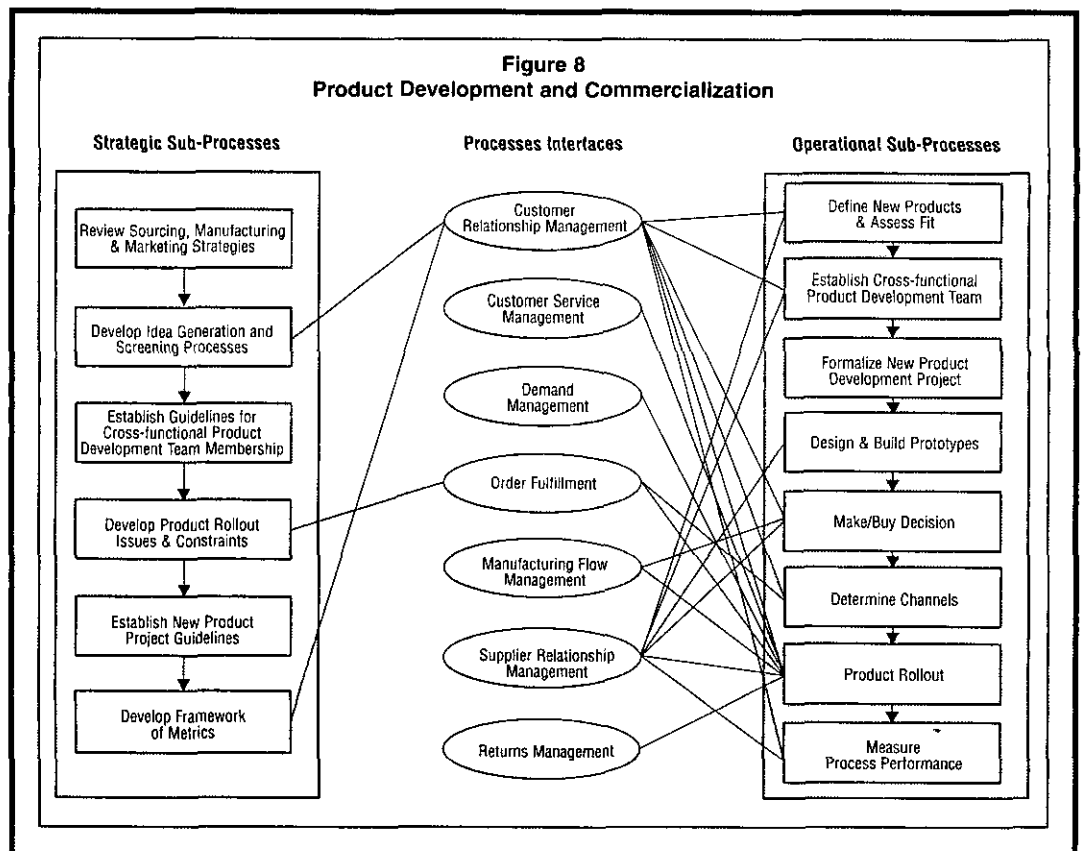 Figure 8
Product Development and Commercialization
Strategic Sub-Processes
Review Sourcing, Manufacturing
& Marketing Strategies
Develop Idea Generation and
Screening Processes
Establish Guidelines for
Cross-functional Product
Development Team Membership
Develop Product Rollout
Issues & Constraints
Establish New Product
Project Guidelines
Develop Framework
of Metrics
Processes Interfaces
Customer
Relationship Management
Customer Service
Management
Demand
Management
Order Fulfillment
Manufacturing Flow
Management
Supplier Relationship
Management
Returns Management
Operational Sub-Processes
Define New Products
& Assess Fit
Establish Cross-functional
Product Development Team
Formalize New Product
Development Project
Design & Build Prototypes
Make/Buy Decision
Determine Channels
Product Rollout
Measure
Process Performance